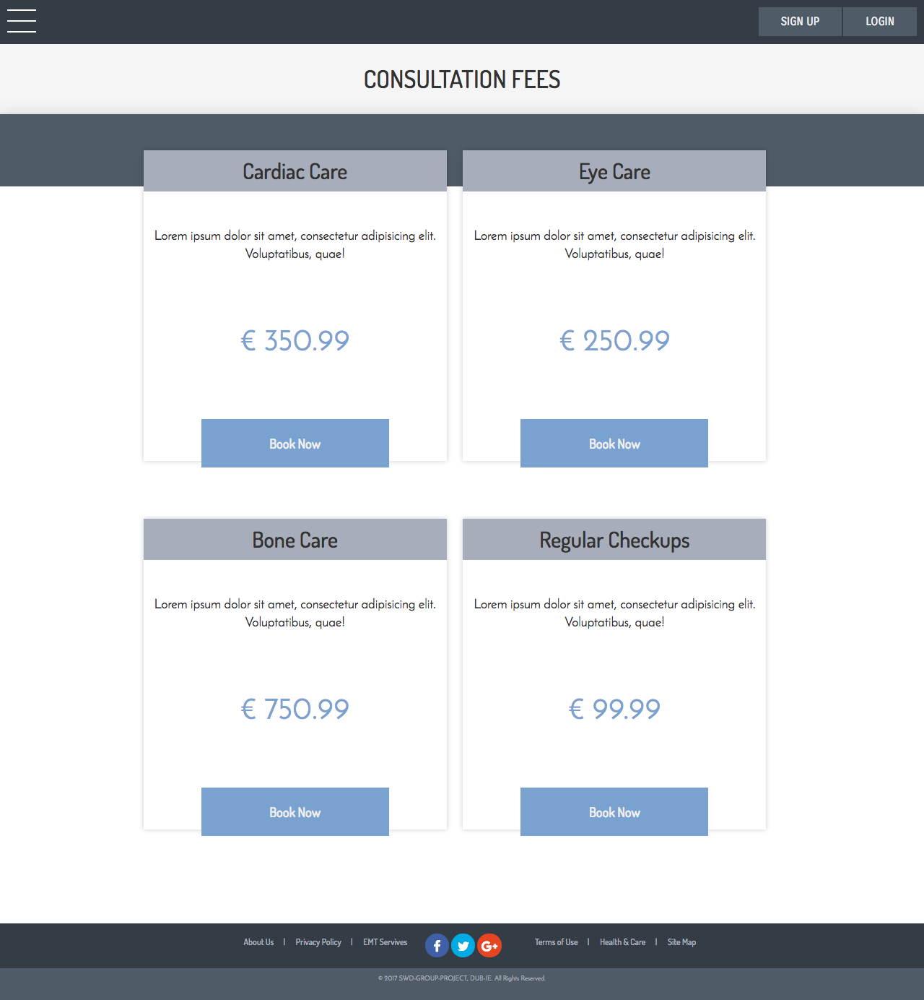 SIGN UP
LOGIN
CONSULTATION FEES
Cardiac Care
Lorem ipsum dolor sit amet, consectetur adipisicing elit.
Voluptatibus, quae!
€ 350.99
Book Now
Eye Care
Lorem ipsum dolor sit amet, consectetur adipisicing elit.
Voluptatibus, quae!
€ 250.99
Book Now
Bone Care
Lorem ipsum dolor sit amet, consectetur adipisicing elit.
Voluptatibus, quae!
€ 750.99
Book Now
Regular Checkups
Lorem ipsum dolor sit amet, consectetur adipisicing elit.
Voluptatibus, quae!
€ 99.99
Book Now
About Us | Privacy Policy | EMT Servives
f
G+
Terms of Use | Health & Care | Site Map
© 2017 SWD-GROUP-PROJECT, DUB-IE. All Rights Reserved.